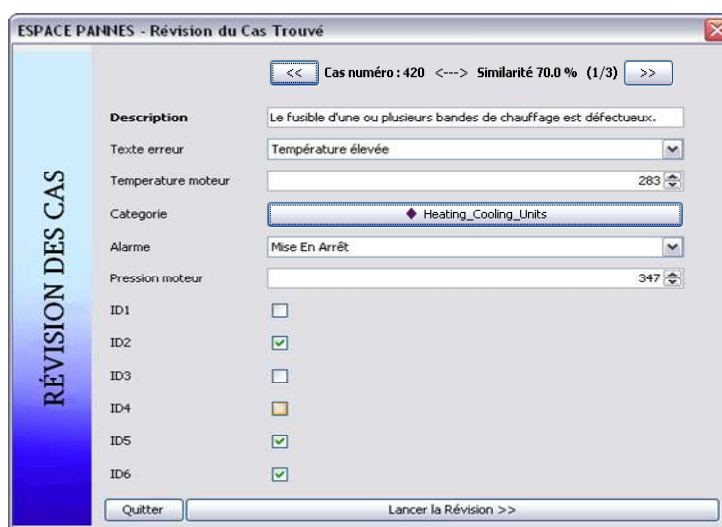 ESPACE PANNES - Révision du Cas Trouvé
<< Cas numéro : 420 <---> Similarité 70.0 % (1/3) >>
RÉVISION DES CAS
Description Le fusible d'une ou plusieurs bandes de chauffage est défectueux.
Texte erreur Température élevée
Temperature moteur 283
Categorie Heating_Cooling_Units
Alarme Mise En Arrêt
Pression moteur 347
ID1
ID2
ID3
ID4
ID5
ID6
Quitter Lancer la Révision >>